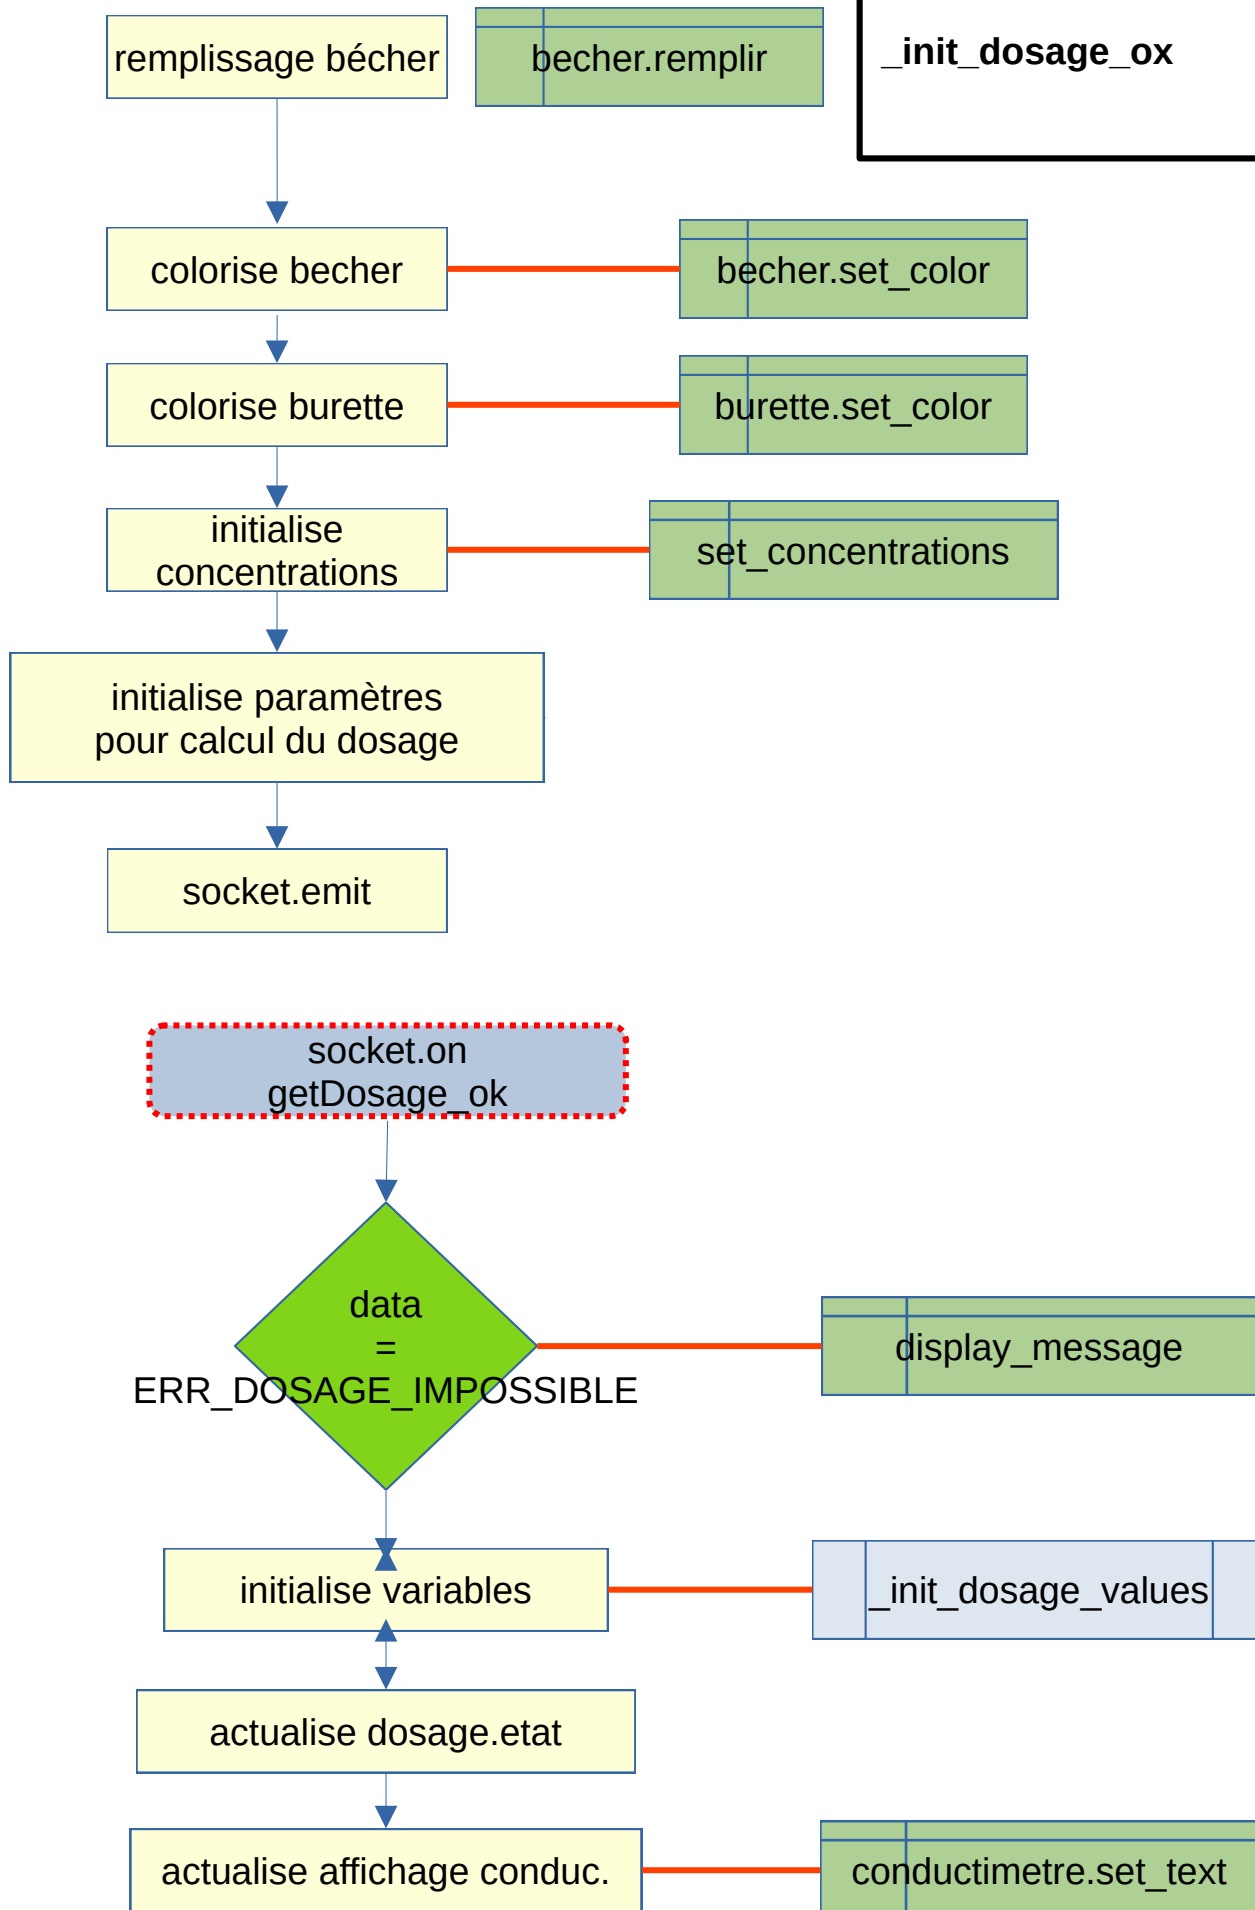 remplissage bécher
becher.remplir
_init_dosage_ox
colorise becher
becher.set_color
colorise burette
burette.set_color
initialise
concentrations
set_concentrations
initialise paramètres
pour calcul du dosage
socket.emit
socket.on
getDosage_ok
data
=
ERR_DOSAGE_IMPOSSIBLE
display_message
initialise variables
_init_dosage_values
actualise dosage.etat
actualise affichage conduc.
conductimetre.set_text